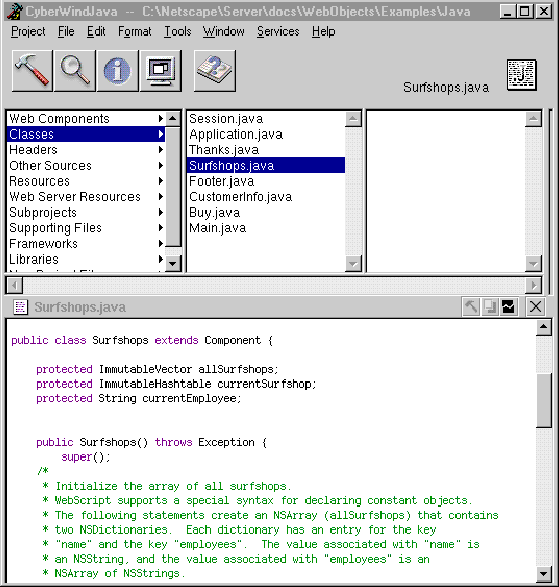 CyberWindJava -- C:\Netscape\Server\docs\WebObjects\Examples\Java
Project File Edit Format Tools Window Services Help
Surfshops.java
Web Components
Classes
Headers
Other Sources
Resources
Web Server Resources
Subprojects
Supporting Files
Frameworks
Libraries
Session.java
Application.java
Thanks.java
Surfshops.java
Footer.java
CustomerInfo.java
Buy.java
Main.java
Surfshops.java
public class Surfshops extends Component {
protected ImmutableVector allSurfshops;
protected ImmutableHashtable currentSurfshop;
protected String currentEmployee;
public Surfshops() throws Exception {
super();
/*
* Initialize the array of all surfshops.
* WebScript supports a special syntax for declaring constant objects.
* The following statements create an NSArray (allSurfshops) that contains
* two NSDictionaries.  Each dictionary has an entry for the key
* "name" and the key "employees".  The value associated with "name" is
* an NSString, and the value associated with "employees" is an
* NSArray of NSStrings.